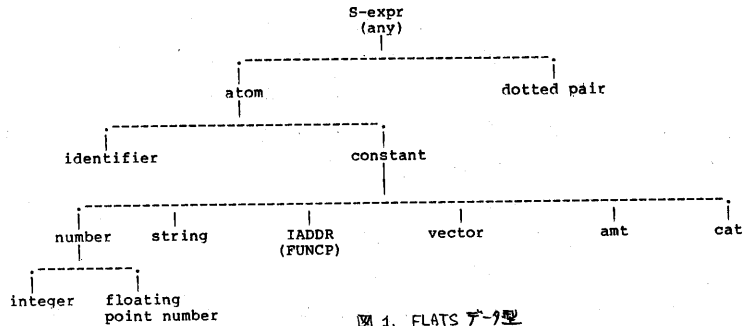 S-expr
(any)
atom dotted pair
identifier constant
number string IADDR vector amt cat
(FUNCP)
integer floating
point number
図 1. FLATS データ型